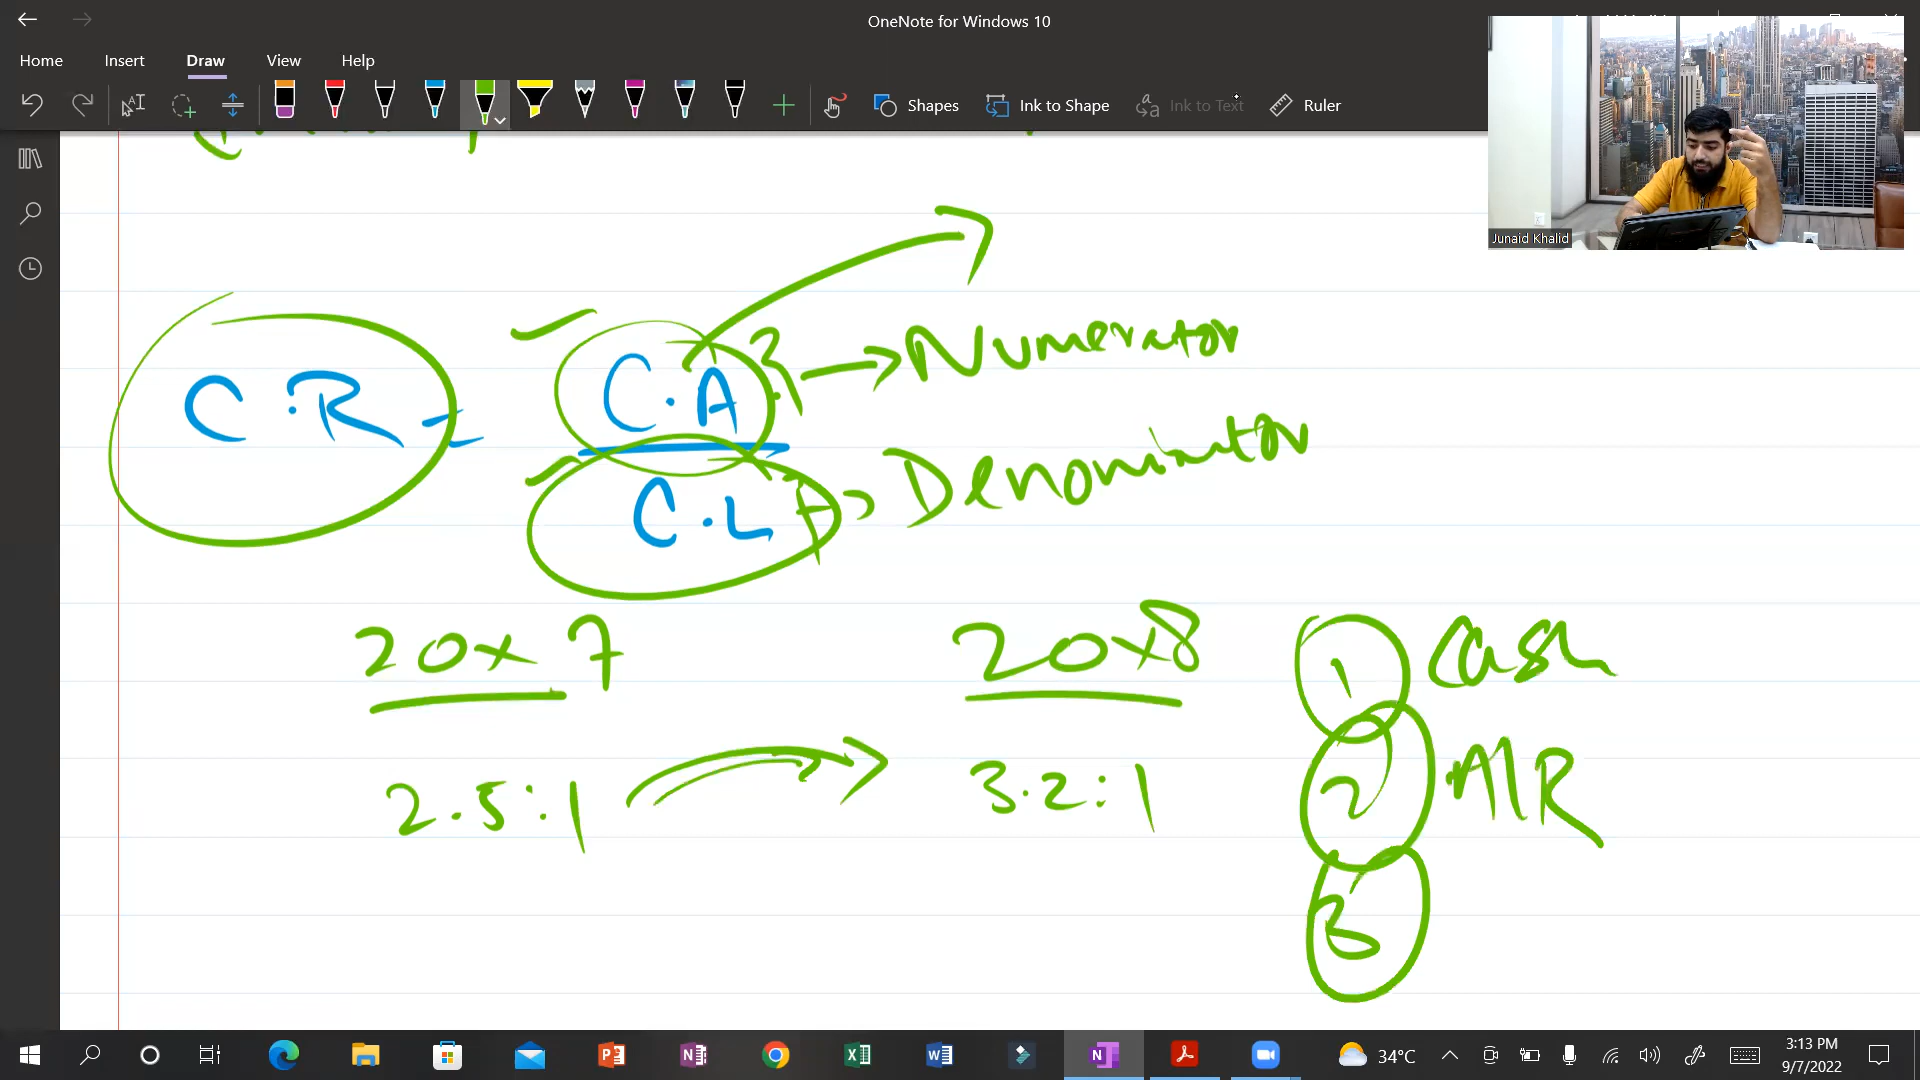 OneNote for Windows 10
Home Insert Draw View Help
Shapes Ink to Shape Ink to Text Ruler
Junaid Khalid
C.R = C.A → Numerator
C.L → Denominator
20x7 20x8 1 Cash
2.5:1 3.2:1 2 A/R
3
34°C 3:13 PM
9/7/2022